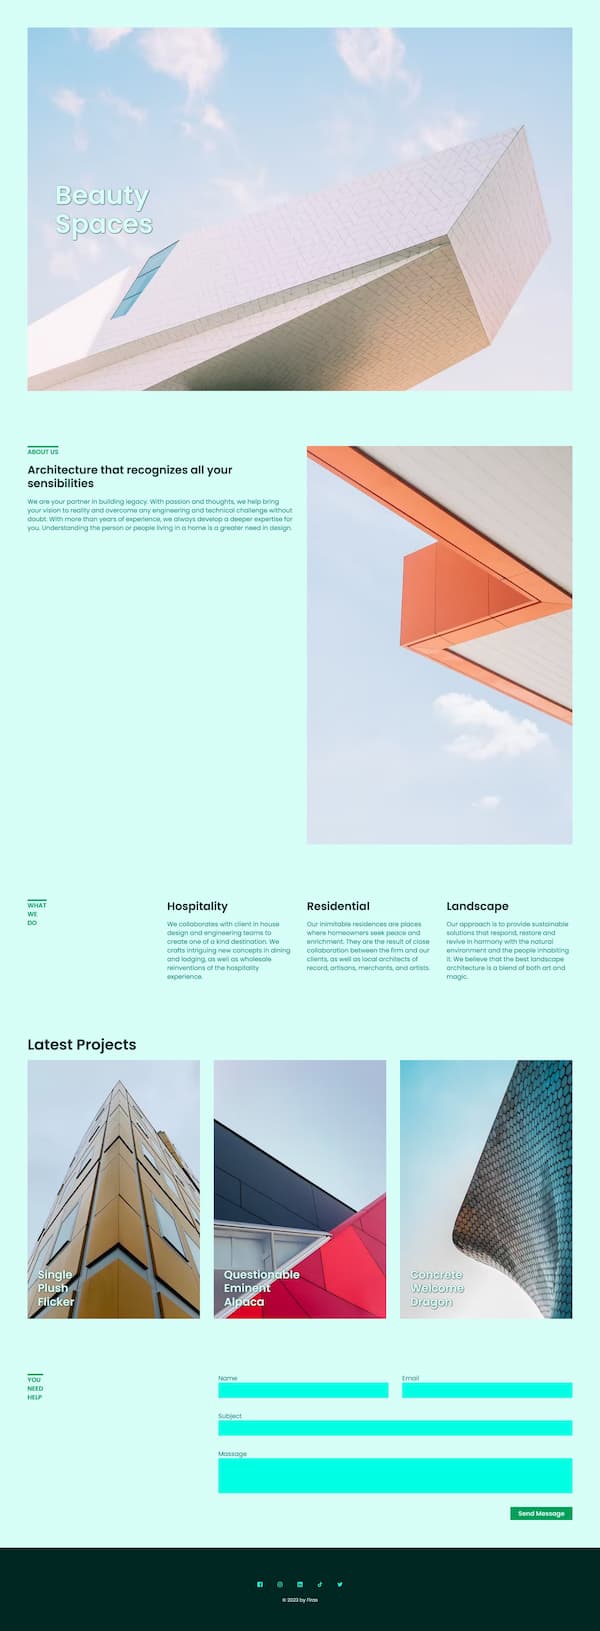 Beauty
Spaces
ABOUT US
Architecture that recognizes all your
sensibilities
We are your partner in building legacy. With passion and thoughts, we help bring
your vision to reality and overcome any engineering and technical challenge without
doubt. With more than years of experience, we always develop a deeper expertise for
you. Understanding the person or people living in a home is a greater need in design.
WHAT
WE
DO
Hospitality
We collaborates with client in house
design and engineering teams to
create one of a kind destination. We
crafts intriguing new concepts in dining
and lodging, as well as wholesale
reinventions of the hospitality
experience.
Residential
Our inimitable residences are places
where homeowners seek peace and
enrichment. They are the result of close
collaboration between the firm and our
clients, as well as local architects of
record, artisans, merchants, and artists.
Landscape
Our approach is to provide sustainable
solutions that respond, restore and
revive in harmony with the natural
environment and the people inhabiting
it. We believe that the best landscape
architecture is a blend of both art and
magic.
Latest Projects
Single
Plush
Flicker
Questionable
Eminent
Alpaca
Concrete
Welcome
Dragon
YOU
NEED
HELP
Name
Email
Subject
Massage
Send Message
© 2023 by Firas